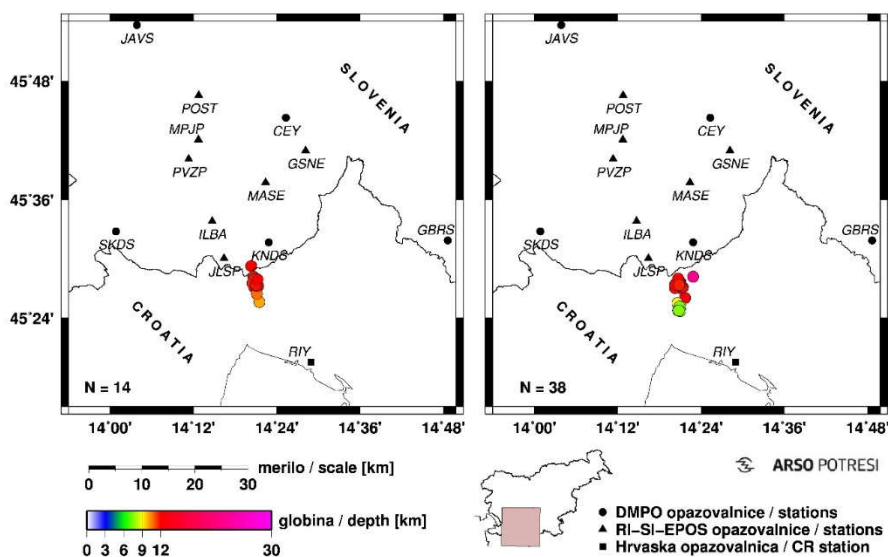 JAVS
SLOVENIA
45˚48'
POST
MPJP
CEY
GSNE
PVZP
MASE
45˚36'
ILBA
SKDS
KNDS
GBRS
JLSP
CROATIA
45˚24'
RIY
N = 14
14˚00' 14˚12' 14˚24' 14˚36' 14˚48'
JAVS
SLOVENIA
POST
MPJP
CEY
GSNE
PVZP
MASE
ILBA
SKDS
KNDS
GBRS
JLSP
CROATIA
RIY
N = 38
14˚00' 14˚12' 14˚24' 14˚36' 14˚48'
merilo / scale [km]
0 10 20 30
globina / depth [km]
0 3 6 9 12 30
ARSO POTRESI
DMPO opazovalnice / stations
RI–SI–EPOS opazovalnice / stations
Hrvaska opazovalnica / CR station